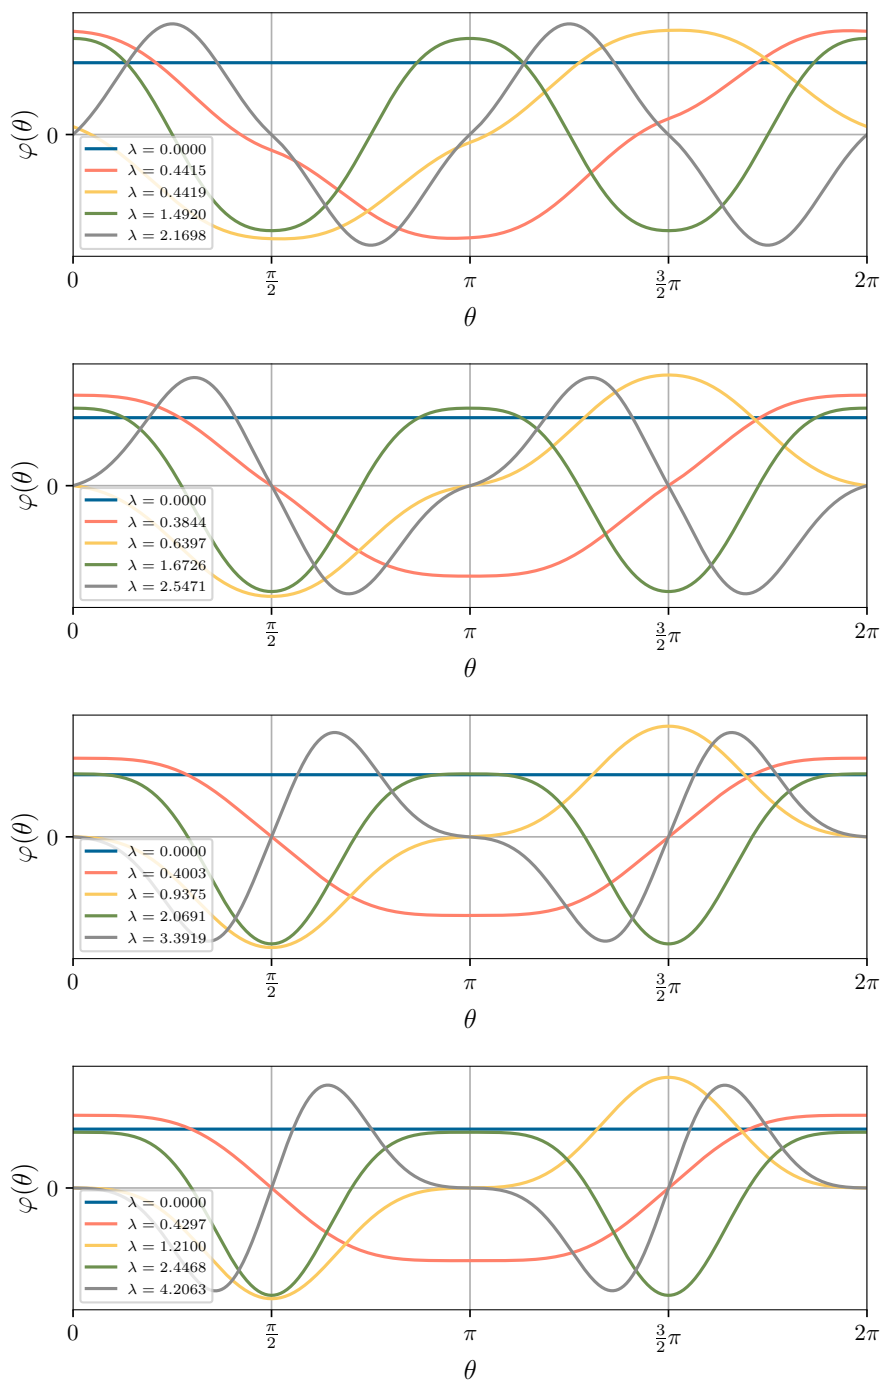 φ(θ)
0
λ = 0.0000
λ = 0.4415
λ = 0.4419
λ = 1.4920
λ = 2.1698
0 π/2 π 3/2π 2π
θ
φ(θ)
0
λ = 0.0000
λ = 0.3844
λ = 0.6397
λ = 1.6726
λ = 2.5471
0 π/2 π 3/2π 2π
θ
φ(θ)
0
λ = 0.0000
λ = 0.4003
λ = 0.9375
λ = 2.0691
λ = 3.3919
0 π/2 π 3/2π 2π
θ
φ(θ)
0
λ = 0.0000
λ = 0.4297
λ = 1.2100
λ = 2.4468
λ = 4.2063
0 π/2 π 3/2π 2π
θ